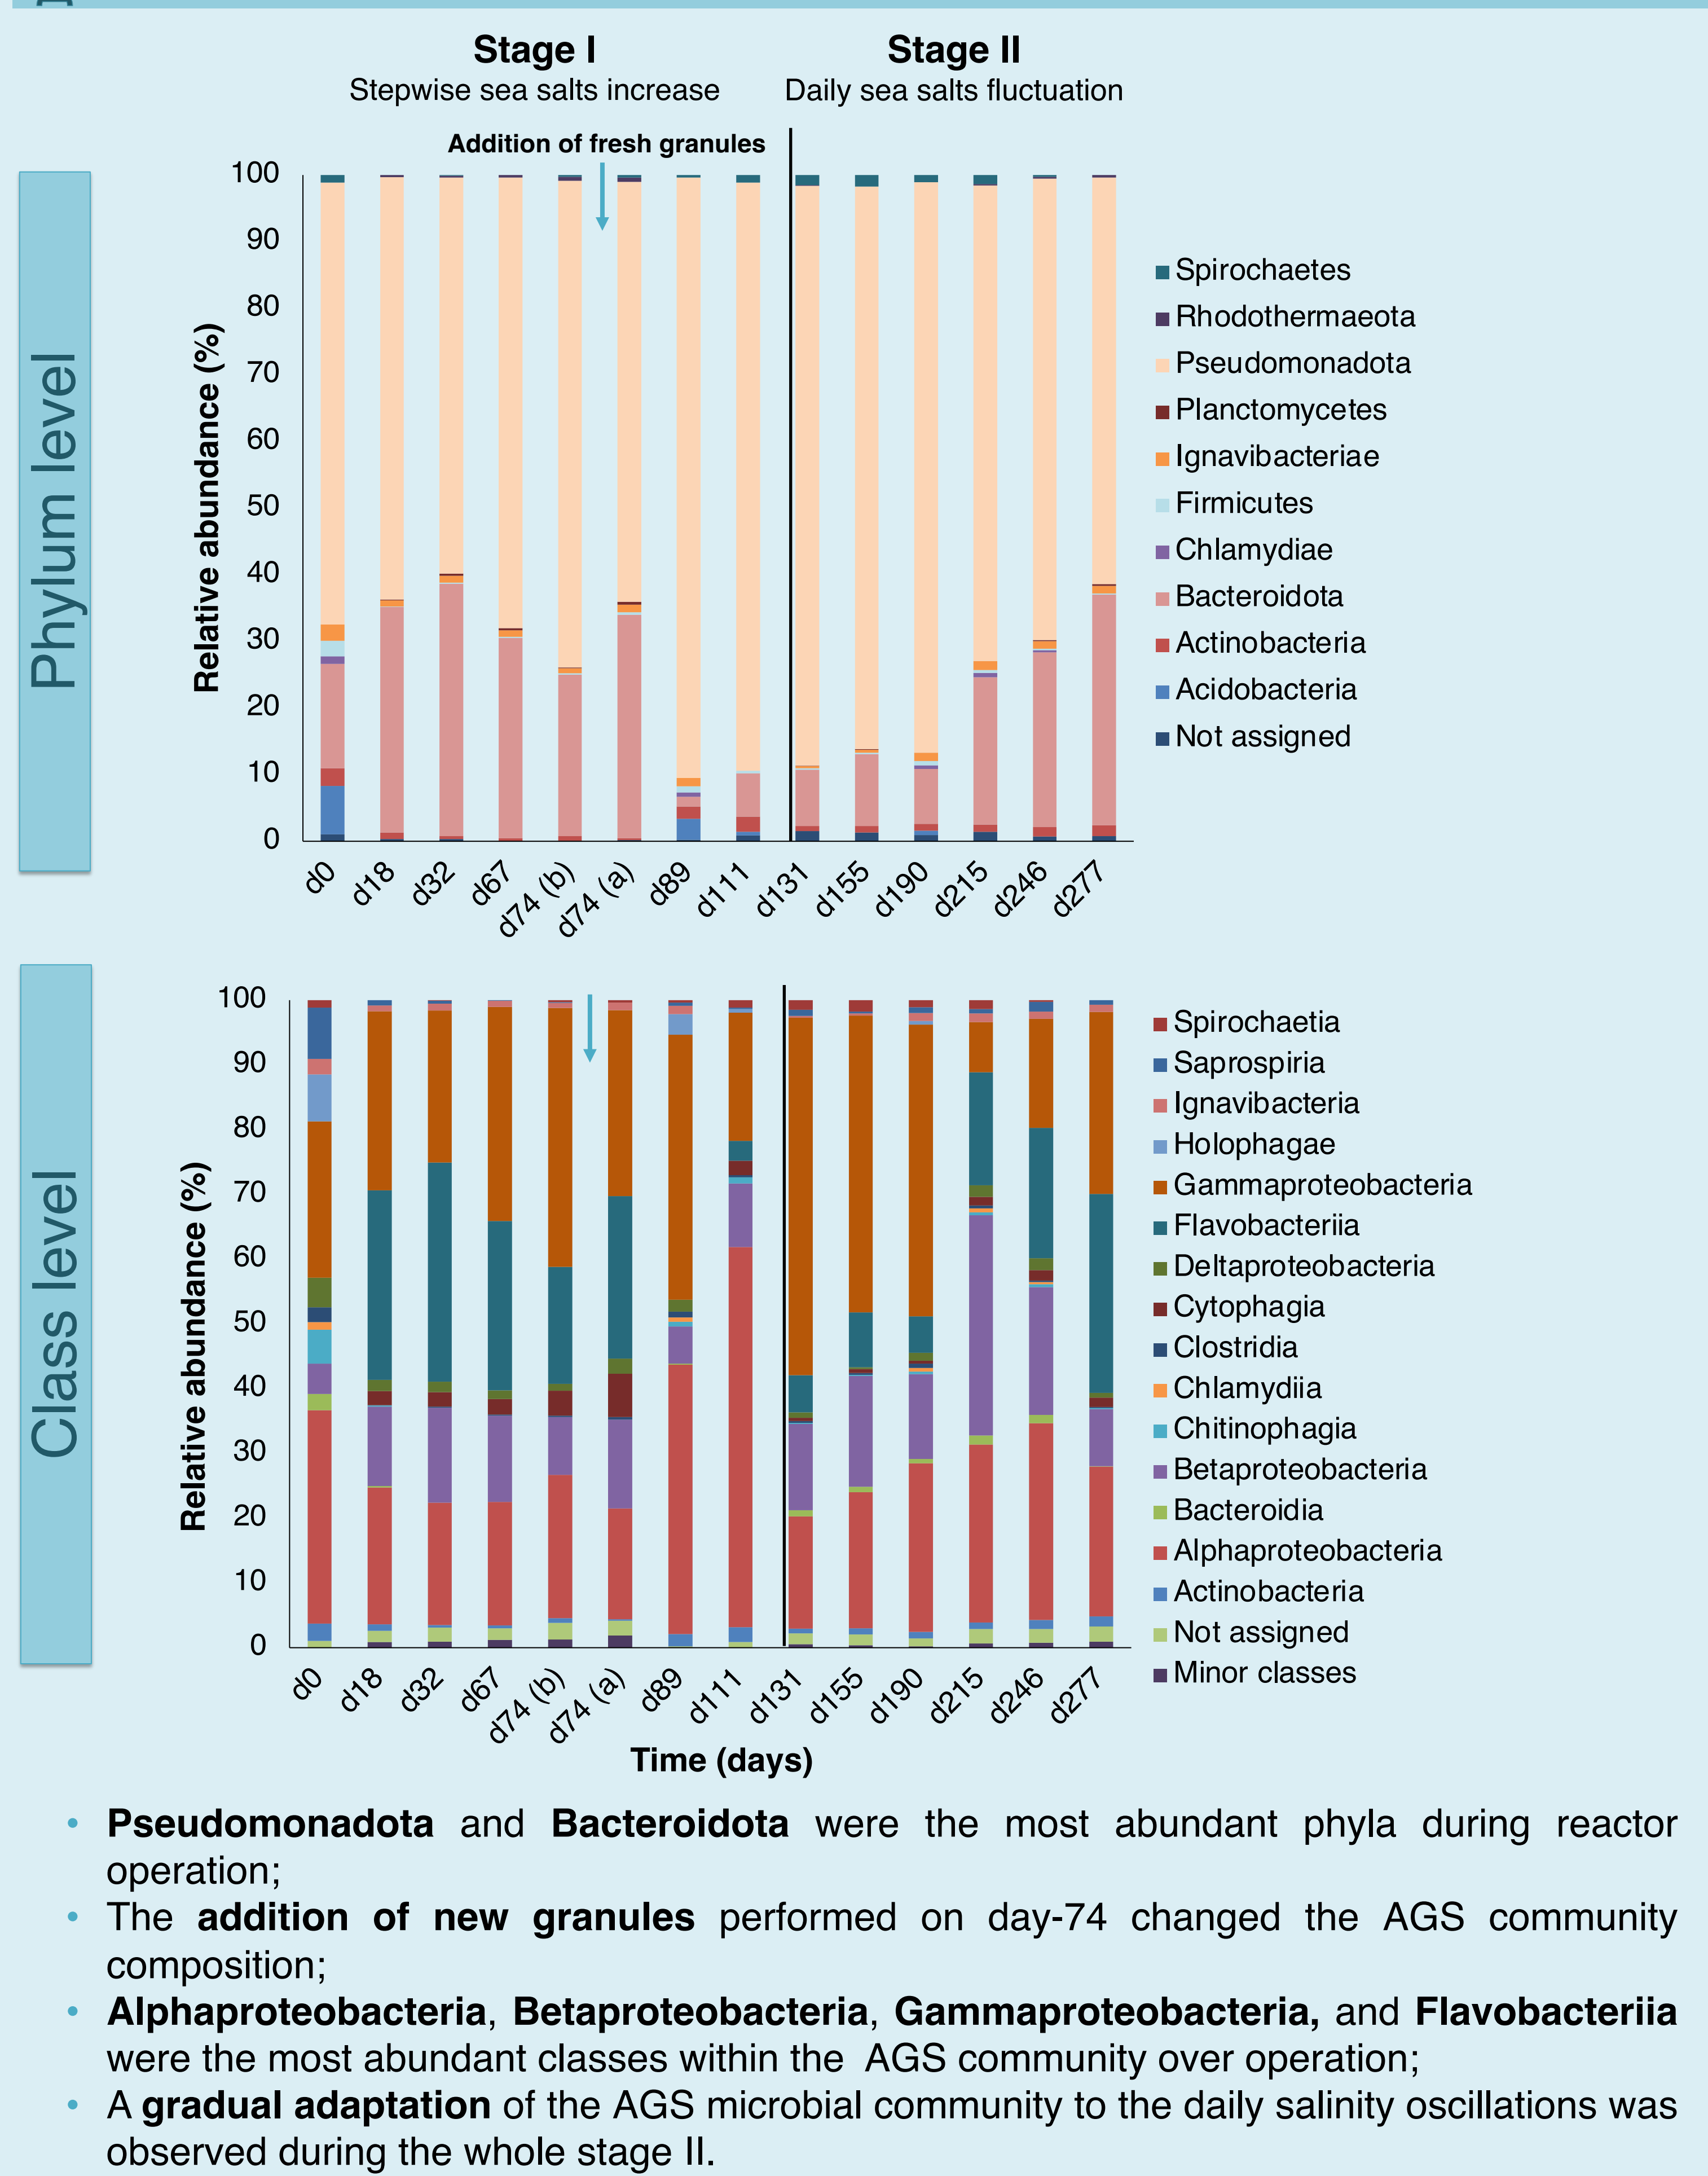 Stage I
Stepwise sea salts increase
Stage II
Daily sea salts fluctuation
Addition of fresh granules
Phylum level
Relative abundance (%)
100
90
80
70
60
50
40
30
20
10
0
d0
d18
d32
d67
d74 (b)
d74 (a)
d89
d111
d131
d155
d190
d215
d246
d277
Spirochaetes
Rhodothermaeota
Pseudomonadota
Planctomycetes
Ignavibacteriae
Firmicutes
Chlamydiae
Bacteroidota
Actinobacteria
Acidobacteria
Not assigned
Class level
Relative abundance (%)
100
90
80
70
60
50
40
30
20
10
0
d0
d18
d32
d67
d74 (b)
d74 (a)
d89
d111
d131
d155
d190
d215
d246
d277
Time (days)
Spirochaetia
Saprospiria
Ignavibacteria
Holophagae
Gammaproteobacteria
Flavobacteriia
Deltaproteobacteria
Cytophagia
Clostridia
Chlamydiia
Chitinophagia
Betaproteobacteria
Bacteroidia
Alphaproteobacteria
Actinobacteria
Not assigned
Minor classes
• Pseudomonadota and Bacteroidota were the most abundant phyla during reactor
operation;
• The addition of new granules performed on day-74 changed the AGS community
composition;
• Alphaproteobacteria, Betaproteobacteria, Gammaproteobacteria, and Flavobacteriia
were the most abundant classes within the AGS community over operation;
• A gradual adaptation of the AGS microbial community to the daily salinity oscillations was
observed during the whole stage II.